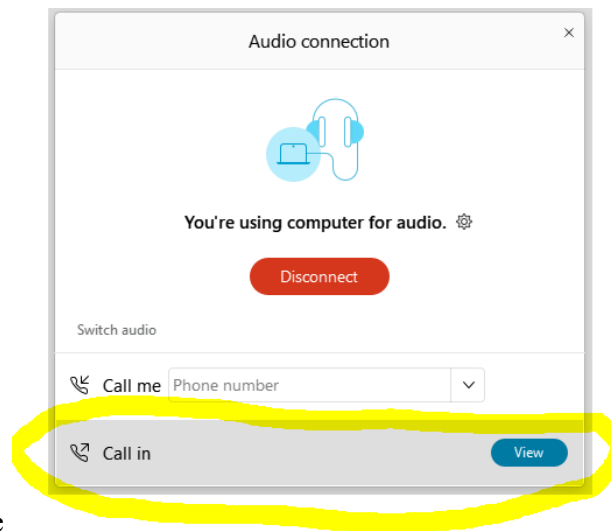 Audio connection
You're using computer for audio.
Disconnect
Switch audio
Call me Phone number
Call in View